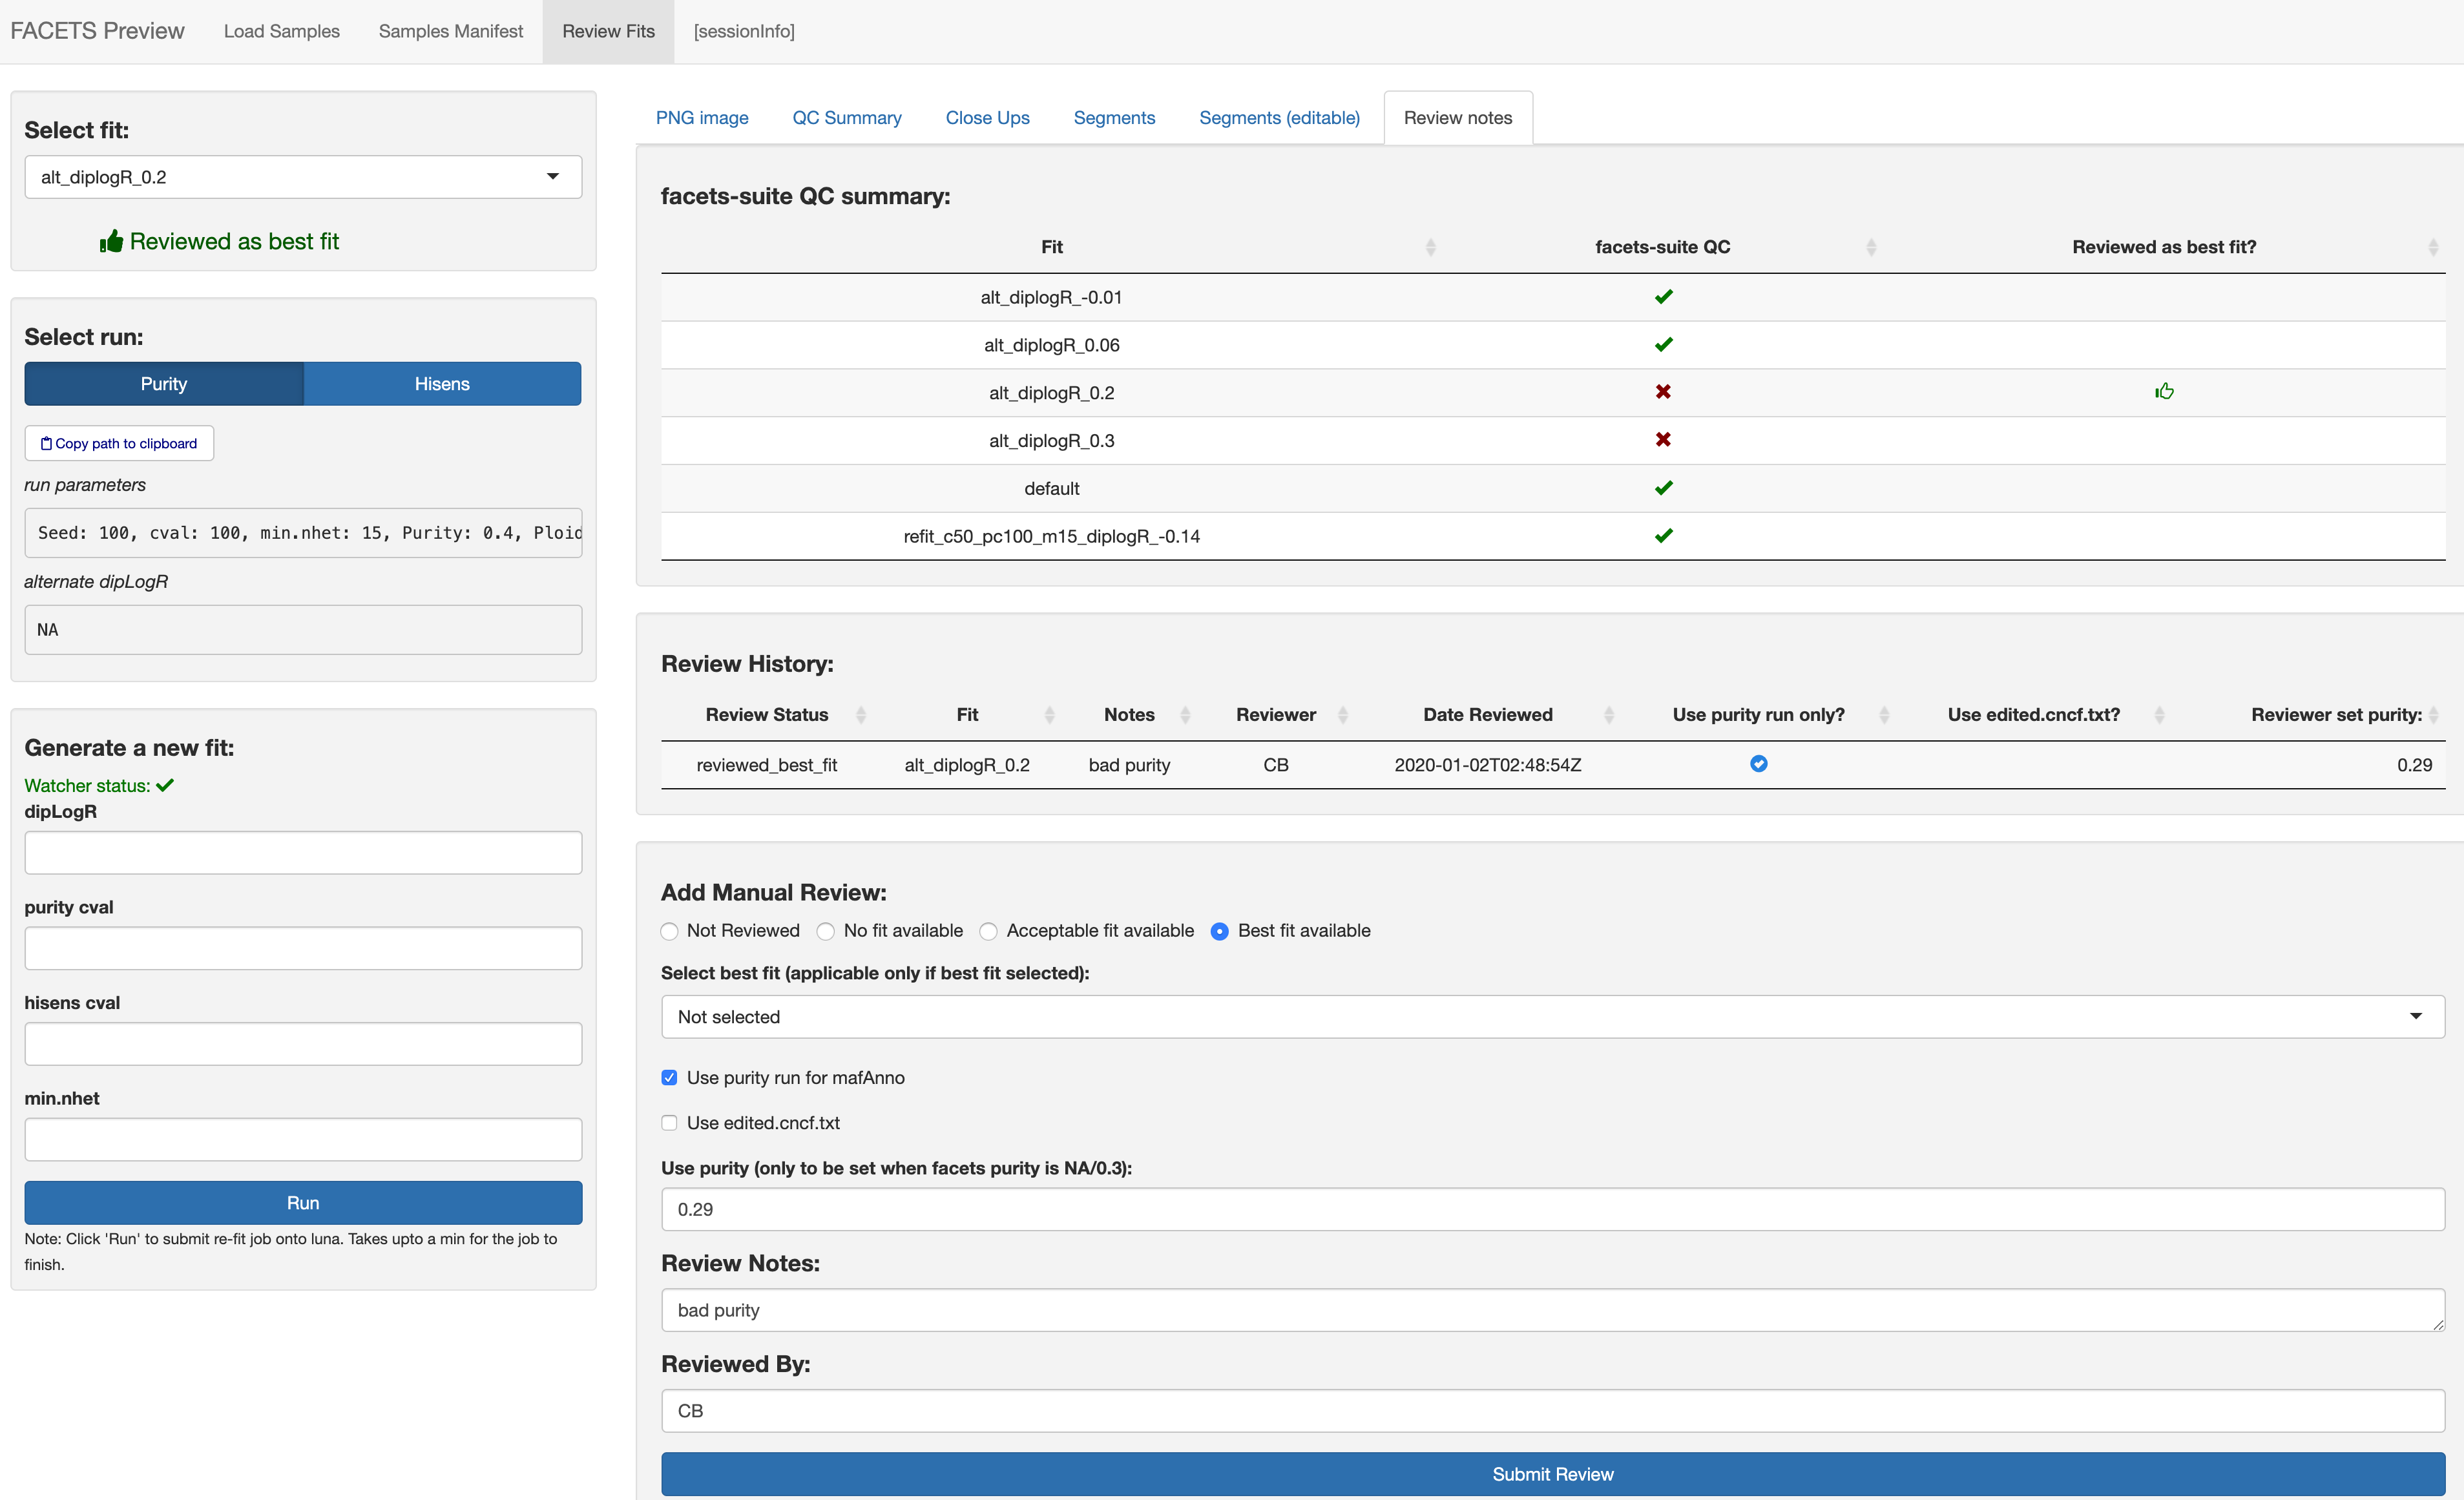 FACETS Preview Load Samples Samples Manifest Review Fits [sessionInfo]
Select fit:
alt_diplogR_0.2
Reviewed as best fit
Select run:
Purity Hisens
Copy path to clipboard
run parameters
Seed: 100, cval: 100, min.nhet: 15, Purity: 0.4, Ploid
alternate dipLogR
NA
Generate a new fit:
Watcher status:
dipLogR
purity cval
hisens cval
min.nhet
Run
Note: Click 'Run' to submit re-fit job onto luna. Takes upto a min for the job to
finish.
PNG image QC Summary Close Ups Segments Segments (editable) Review notes
facets-suite QC summary:
Fit facets-suite QC Reviewed as best fit?
alt_diplogR_-0.01
alt_diplogR_0.06
alt_diplogR_0.2
alt_diplogR_0.3
default
refit_c50_pc100_m15_diplogR_-0.14
Review History:
Review Status Fit Notes Reviewer Date Reviewed Use purity run only? Use edited.cncf.txt? Reviewer set purity:
reviewed_best_fit alt_diplogR_0.2 bad purity CB 2020-01-02T02:48:54Z 0.29
Add Manual Review:
Not Reviewed No fit available Acceptable fit available Best fit available
Select best fit (applicable only if best fit selected):
Not selected
Use purity run for mafAnno
Use edited.cncf.txt
Use purity (only to be set when facets purity is NA/0.3):
0.29
Review Notes:
bad purity
Reviewed By:
CB
Submit Review